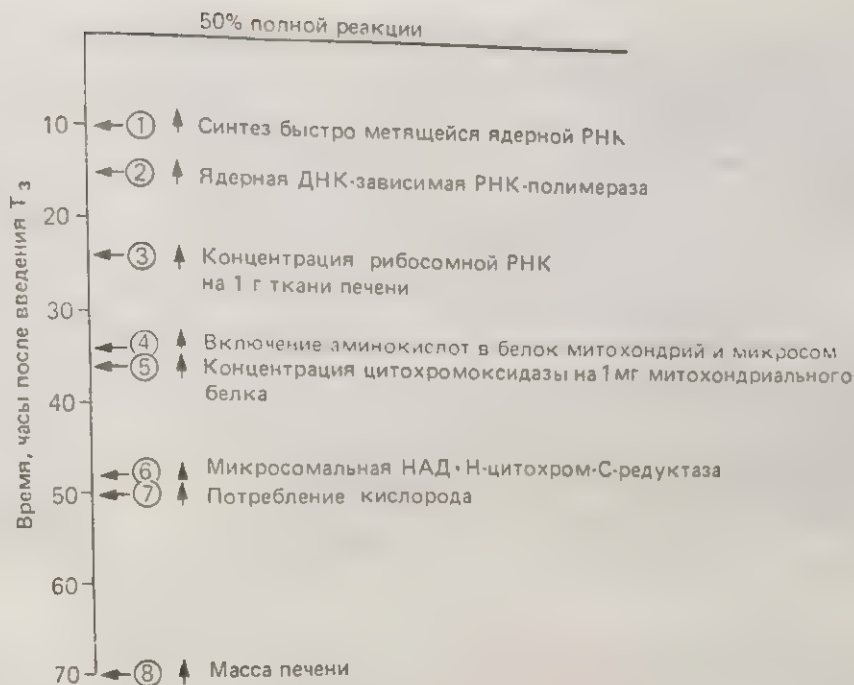 50% полной реакции
Время, часы после введения Т3
10 ① Синтез быстро метящейся ядерной РНК
② Ядерная ДНК-зависимая РНК-полимераза
20
③ Концентрация рибосомной РНК
на 1 г ткани печени
30
④ Включение аминокислот в белок митохондрий и микросом
⑤ Концентрация цитохромоксидазы на 1 мг митохондриального
белка
40
⑥ Микросомальная НАД·Н-цитохром-С-редуктаза
50 ⑦ Потребление кислорода
60
70 ⑧ Масса печени